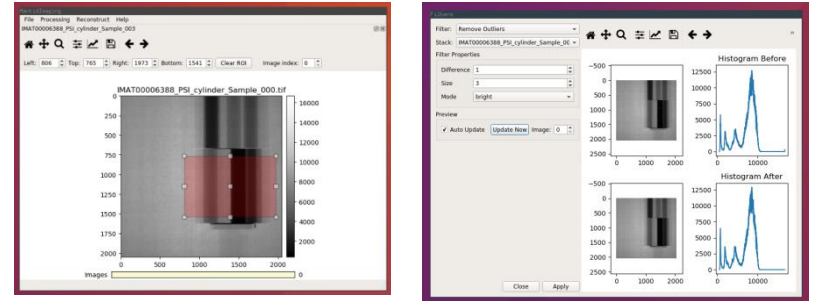 MantidImaging
File Processing Reconstruct Help
IMAT00006388_PSI_cylinder_Sample_003
Left: 806 Top: 765 Right: 1973 Bottom: 1541 Clear ROI Image index: 0
IMAT00006388_PSI_cylinder_Sample_000.tif
0
250
500
750
1000
1250
1500
1750
2000
0 500 1000 1500 2000
16000
14000
12000
10000
8000
6000
4000
2000
Images 0
Filters
Filter: Remove Outliers
Stack: IMAT00006388_PSI_cylinder_Sample_00
Filter Properties
Difference 1
Size 3
Mode bright
Preview
Auto Update Update Now Image: 0
Close Apply
−500
0
500
1000
1500
2000
2500
0 1000 2000
Histogram Before
12500
10000
7500
5000
2500
0
0 10000
−500
0
500
1000
1500
2000
2500
0 1000 2000
Histogram After
12500
10000
7500
5000
2500
0
0 10000